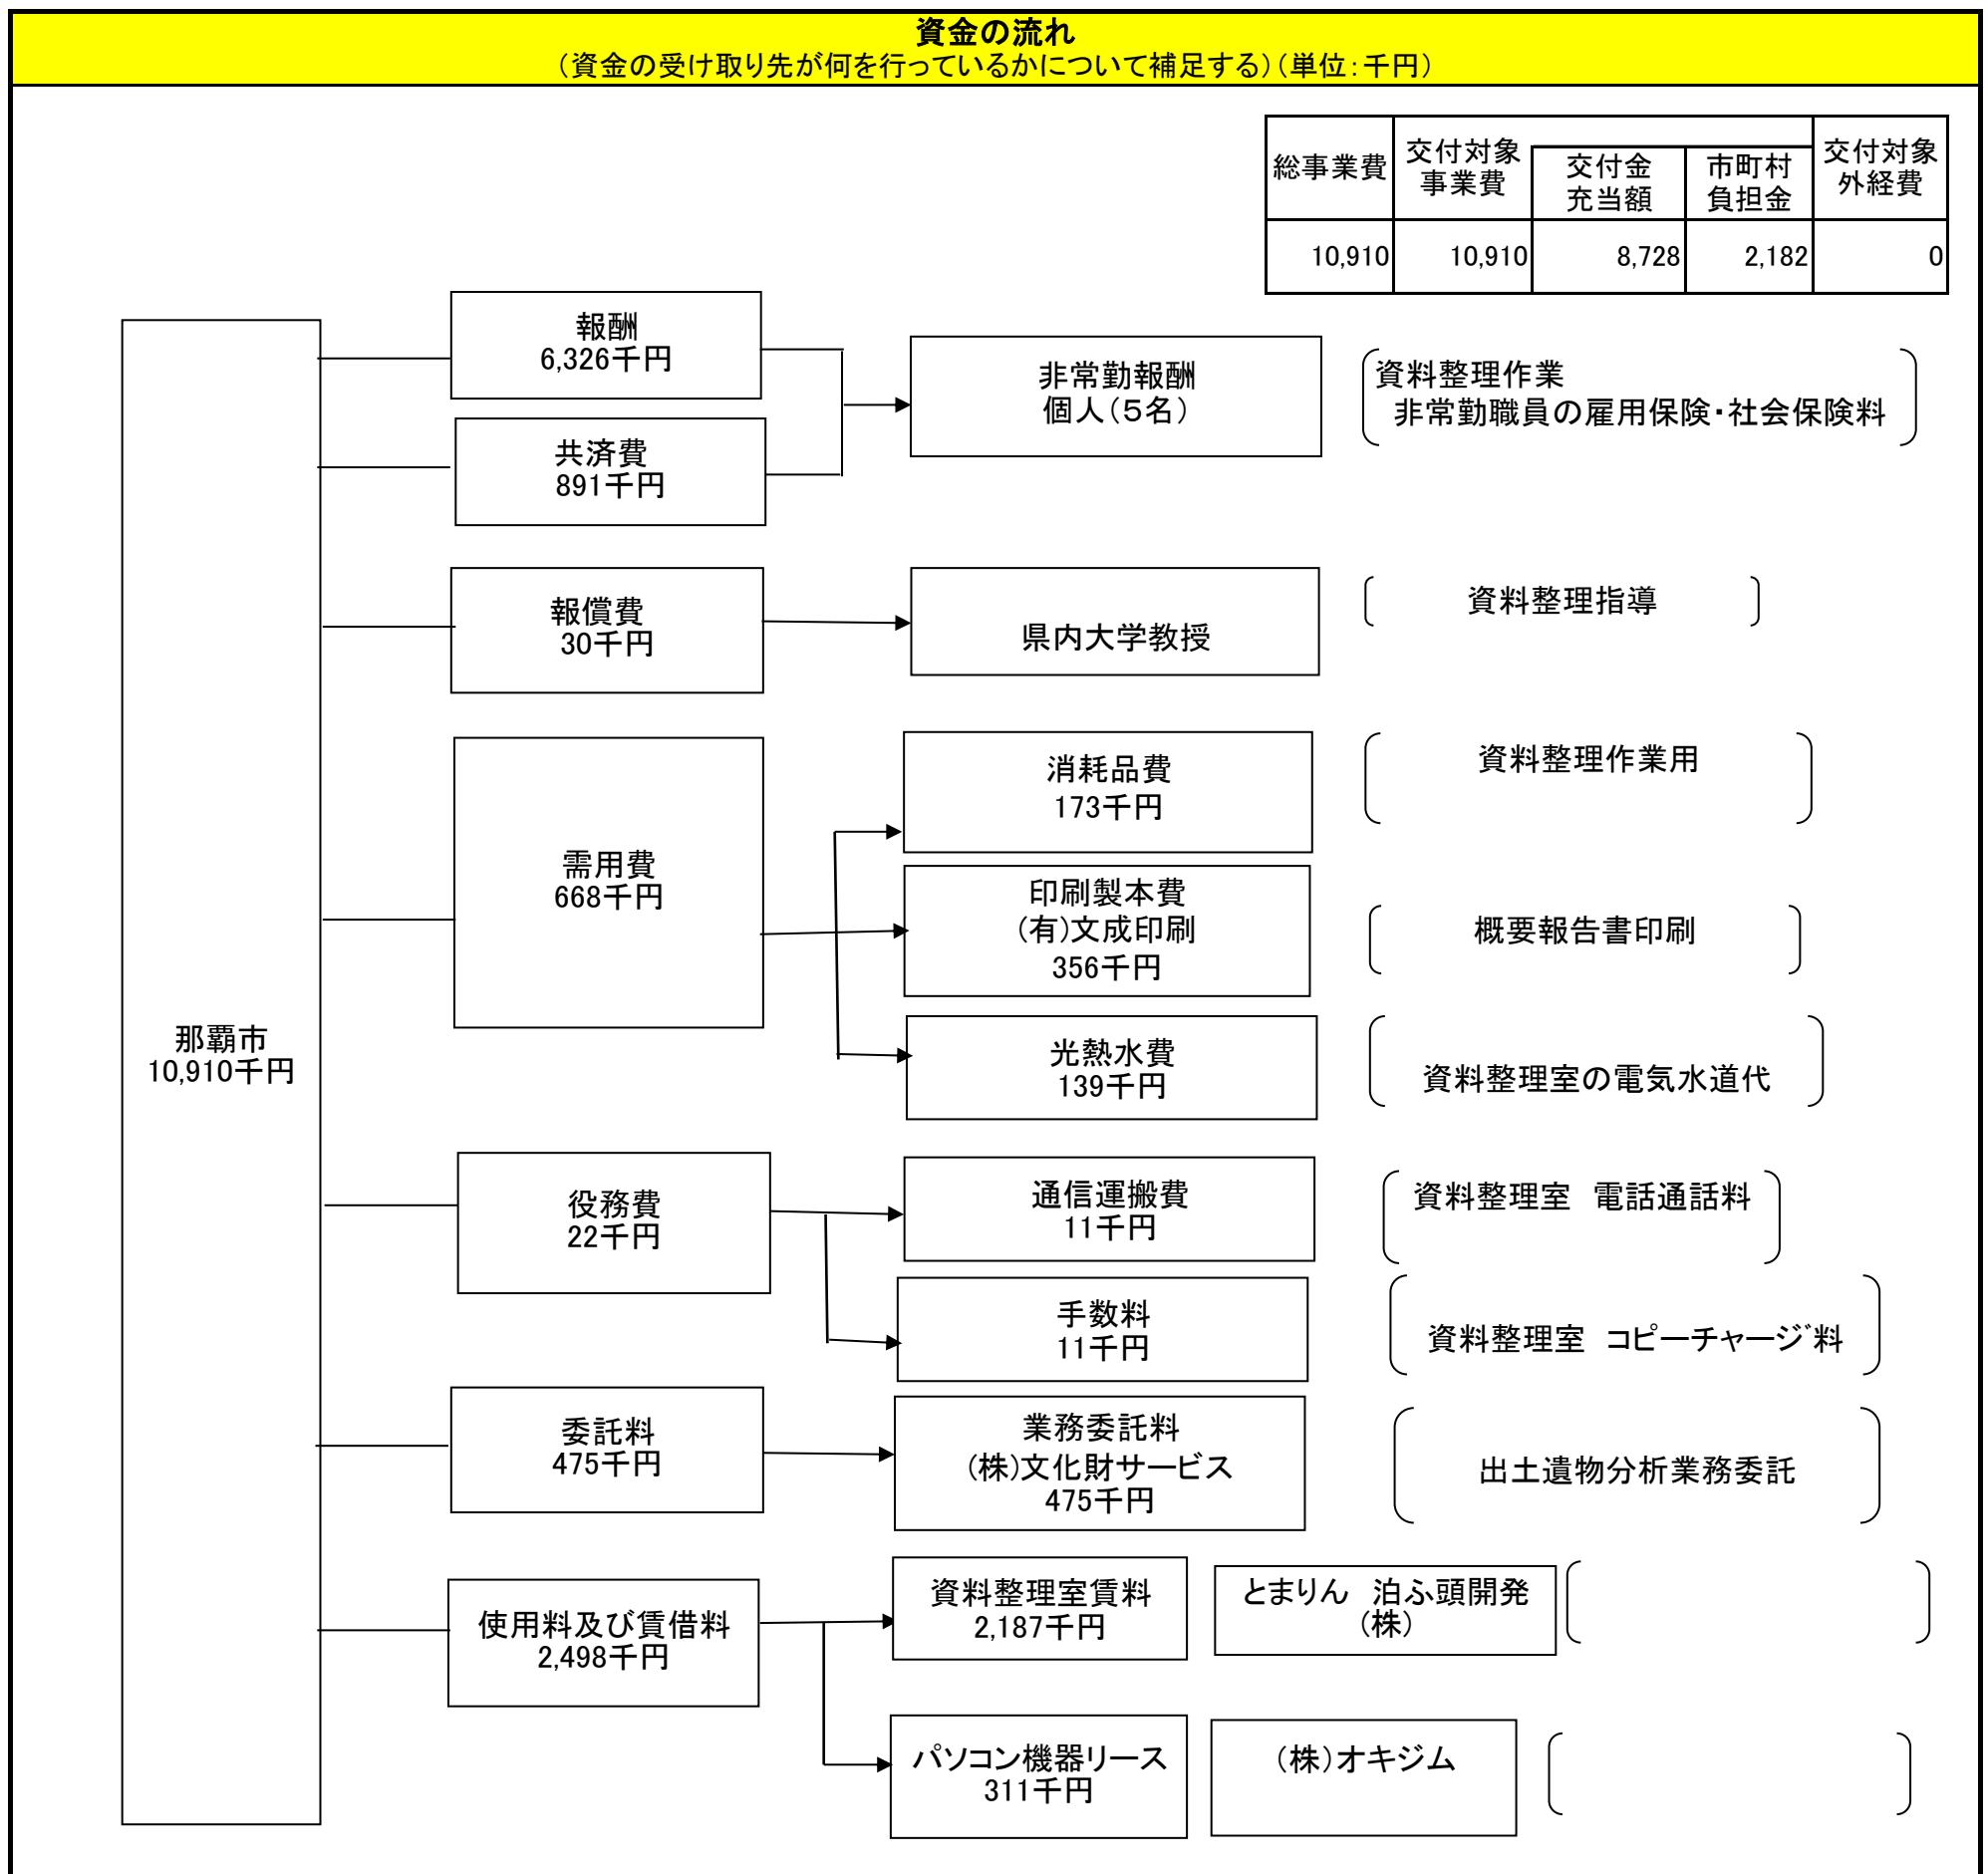 資金の流れ
（資金の受け取り先が何を行っているかについて補足する）（単位：千円）
総事業費
交付対象
事業費
交付金
充当額
市町村
負担金
交付対象
外経費
10,910
10,910
8,728
2,182
0
那覇市
10,910千円
報酬
6,326千円
共済費
891千円
非常勤報酬
個人（５名）
資料整理作業
非常勤職員の雇用保険・社会保険料
報償費
30千円
県内大学教授
資料整理指導
需用費
668千円
消耗品費
173千円
資料整理作業用
印刷製本費
(有)文成印刷
356千円
概要報告書印刷
光熱水費
139千円
資料整理室の電気水道代
役務費
22千円
通信運搬費
11千円
資料整理室　電話通話料
手数料
11千円
資料整理室　コピーチャージ料
委託料
475千円
業務委託料
(株)文化財サービス
475千円
出土遺物分析業務委託
使用料及び賃借料
2,498千円
資料整理室賃料
2,187千円
とまりん　泊ふ頭開発
(株)
パソコン機器リース
311千円
（株）オキジム